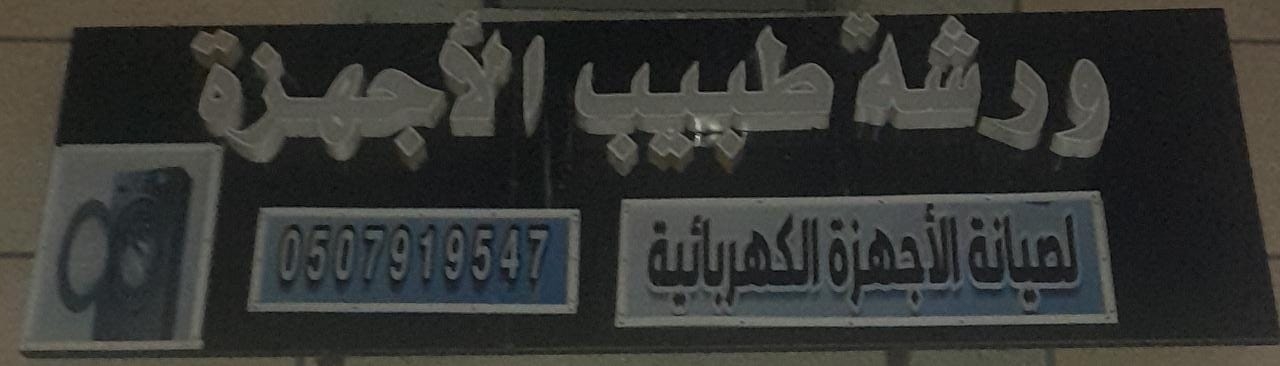 ورشة طبيب الأجهزة
لصيانة الأجهزة الكهربائية
0507919547